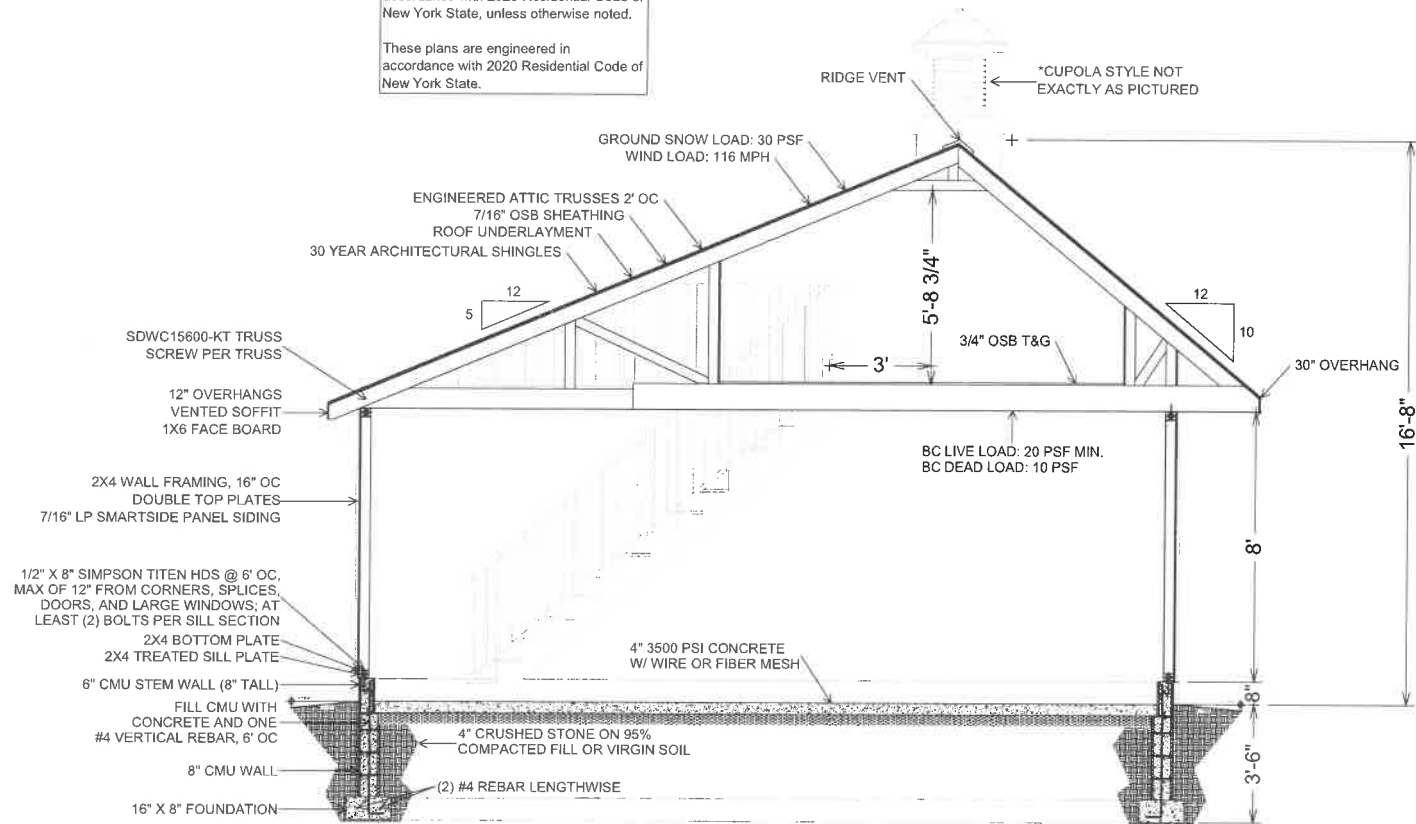 New York State, unless otherwise noted.
These plans are engineered in
accordance with 2020 Residential Code of
New York State.
RIDGE VENT
*CUPOLA STYLE NOT
EXACTLY AS PICTURED
GROUND SNOW LOAD: 30 PSF
WIND LOAD: 116 MPH
ENGINEERED ATTIC TRUSSES 2' OC
7/16" OSB SHEATHING
ROOF UNDERLAYMENT
30 YEAR ARCHITECTURAL SHINGLES
12
5
12
10
5'-8 3/4"
3'
3/4" OSB T&G
SDWC15600-KT TRUSS
SCREW PER TRUSS
30" OVERHANG
12" OVERHANGS
VENTED SOFFIT
1X6 FACE BOARD
16'-8"
BC LIVE LOAD: 20 PSF MIN.
BC DEAD LOAD: 10 PSF
2X4 WALL FRAMING, 16" OC
DOUBLE TOP PLATES
7/16" LP SMARTSIDE PANEL SIDING
8'
1/2" X 8" SIMPSON TITEN HDS @ 6' OC,
MAX OF 12" FROM CORNERS, SPLICES,
DOORS, AND LARGE WINDOWS; AT
LEAST (2) BOLTS PER SILL SECTION
2X4 BOTTOM PLATE
2X4 TREATED SILL PLATE
6" CMU STEM WALL (8" TALL)
4" 3500 PSI CONCRETE
W/ WIRE OR FIBER MESH
8"
FILL CMU WITH
CONCRETE AND ONE
#4 VERTICAL REBAR, 6' OC
4" CRUSHED STONE ON 95%
COMPACTED FILL OR VIRGIN SOIL
8" CMU WALL
3'-6"
(2) #4 REBAR LENGTHWISE
16" X 8" FOUNDATION